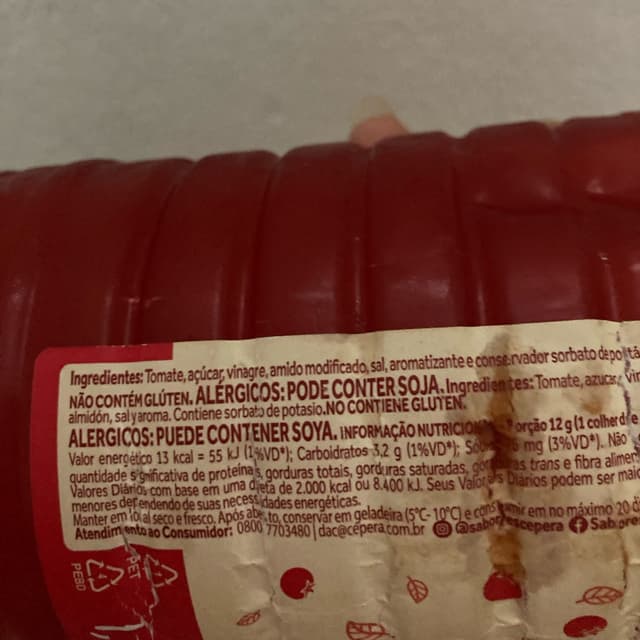 Ingredientes: Tomate, açúcar, vinagre, amido modificado, sal, aromatizante e conservador sorbato de
NÃO CONTÉM GLÚTEN. ALÉRGICOS: PODE CONTER SOJA. Ingredientes: Tomate, azucar,
almidón, sal y aroma. Contiene sorbato de potasio. NO CONTIENE GLUTEN.
ALERGICOS: PUEDE CONTENER SOYA. INFORMAÇÃO NUTRICIONAL orção 12 g (1 colher de
Valor energético 13 kcal = 55 kJ (1%VD*); Carboidratos 3,2 g (1%VD*); mg (3%VD*). Não
quantidade significativa de proteínas, gorduras totais, gorduras saturadas, trans e fibra
Valores Diários com base em uma dieta de 2.000 kcal ou 8.400 kJ. Seus Valores Diários podem ser
menores dependendo de suas necessidades energéticas.
Manter em local seco e fresco. Após aberto, conservar em geladeira (5°C- 10°C) e consumir em no máximo 20
Atendimento ao Consumidor: 0800 7703480 | dac@cepera.com.br @saborescepera
PEBD
PET